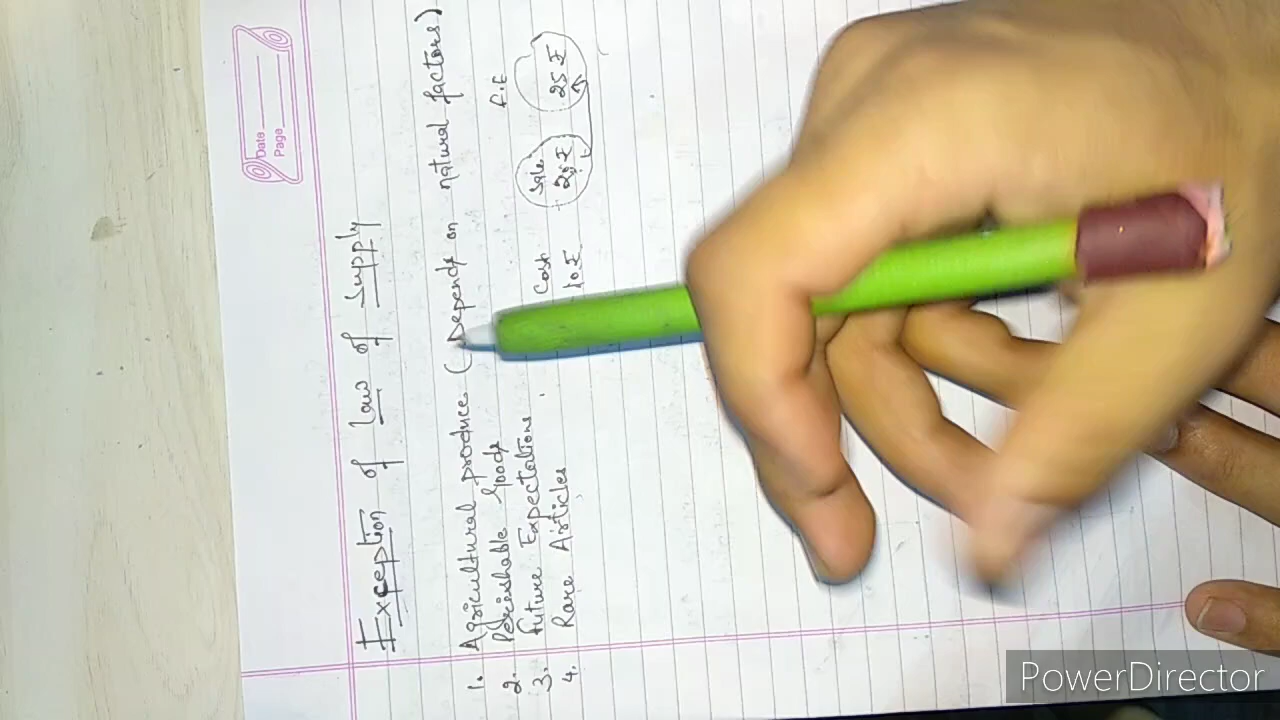 Date
Page
Exception of Law of Supply
1. Agricultural produce (Depends on natural factors)
2. Perishable Goods
3. Future Expectations.
4. Rare Articles
F.E
Cost Sale
10₹ 20₹ 25₹
PowerDirector